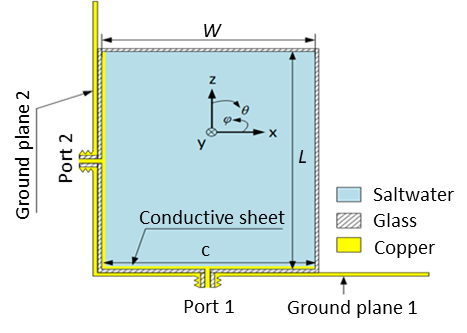 W
Ground plane 2
z
θ
φ
x
y
Port 2
L
Saltwater
Conductive sheet
Glass
c
Copper
Port 1
Ground plane 1